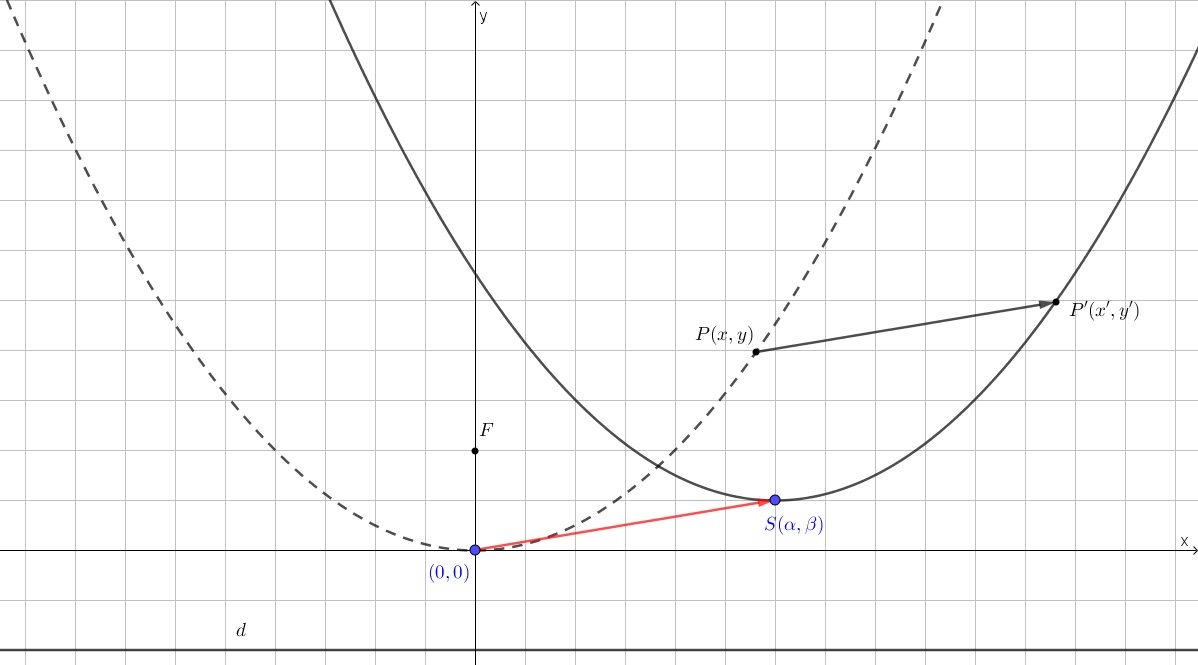 y
P(x, y)
P′(x′, y′)
F
S(α, β)
x
(0, 0)
d